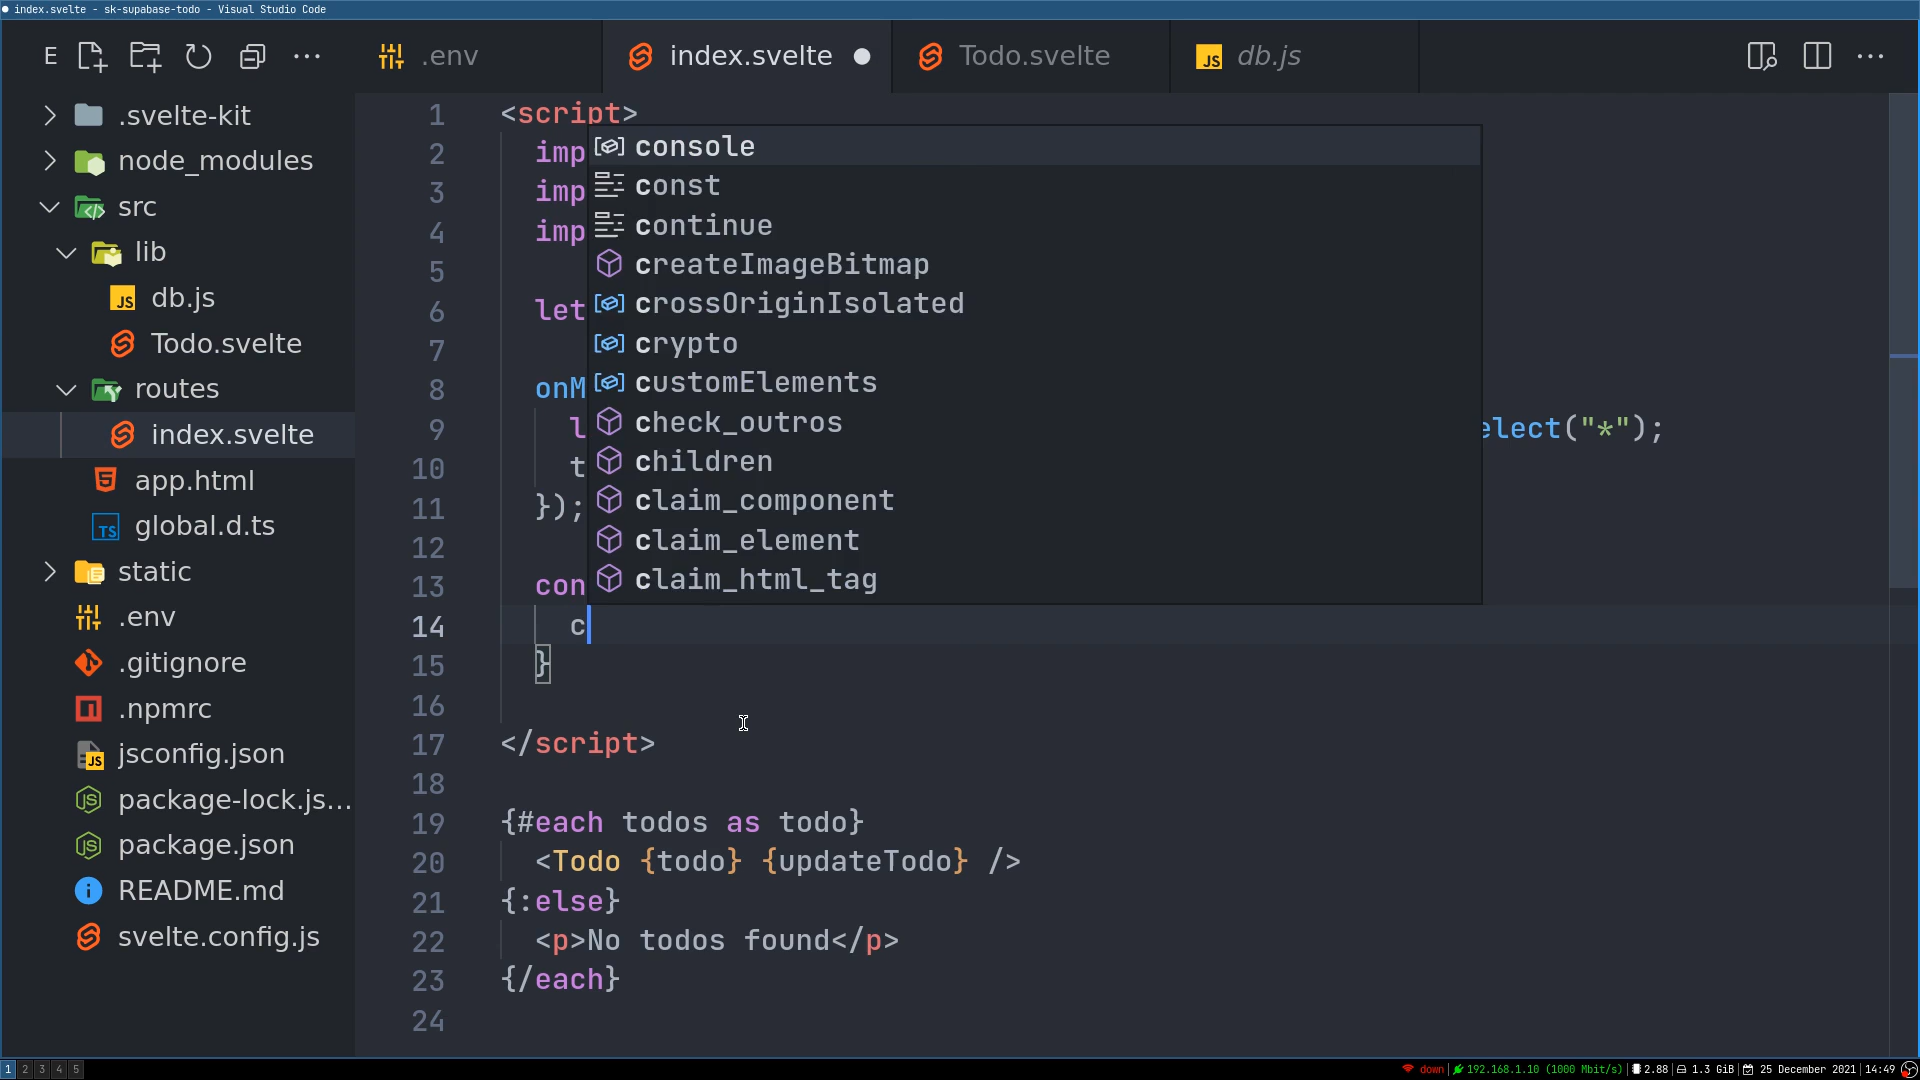 index.svelte - sk-supabase-todo - Visual Studio Code
E
.env
index.svelte
Todo.svelte
db.js
.svelte-kit
node_modules
src
lib
db.js
Todo.svelte
routes
index.svelte
app.html
global.d.ts
static
.env
.gitignore
.npmrc
jsconfig.json
package-lock.js...
package.json
README.md
svelte.config.js
1 <script>
2 imp
3 imp
4 imp
5
6 let
7
8 onM
9 l elect("*");
10 t
11 });
12
13 con
14 c
15 }
16
17 </script>
18
19 {#each todos as todo}
20 <Todo {todo} {updateTodo} />
21 {:else}
22 <p>No todos found</p>
23 {/each}
24
console
const
continue
createImageBitmap
crossOriginIsolated
crypto
customElements
check_outros
children
claim_component
claim_element
claim_html_tag
1 2 3 4 5
down 192.168.1.10 (1000 Mbit/s) 2.88 1.3 GiB 25 December 2021 14:49